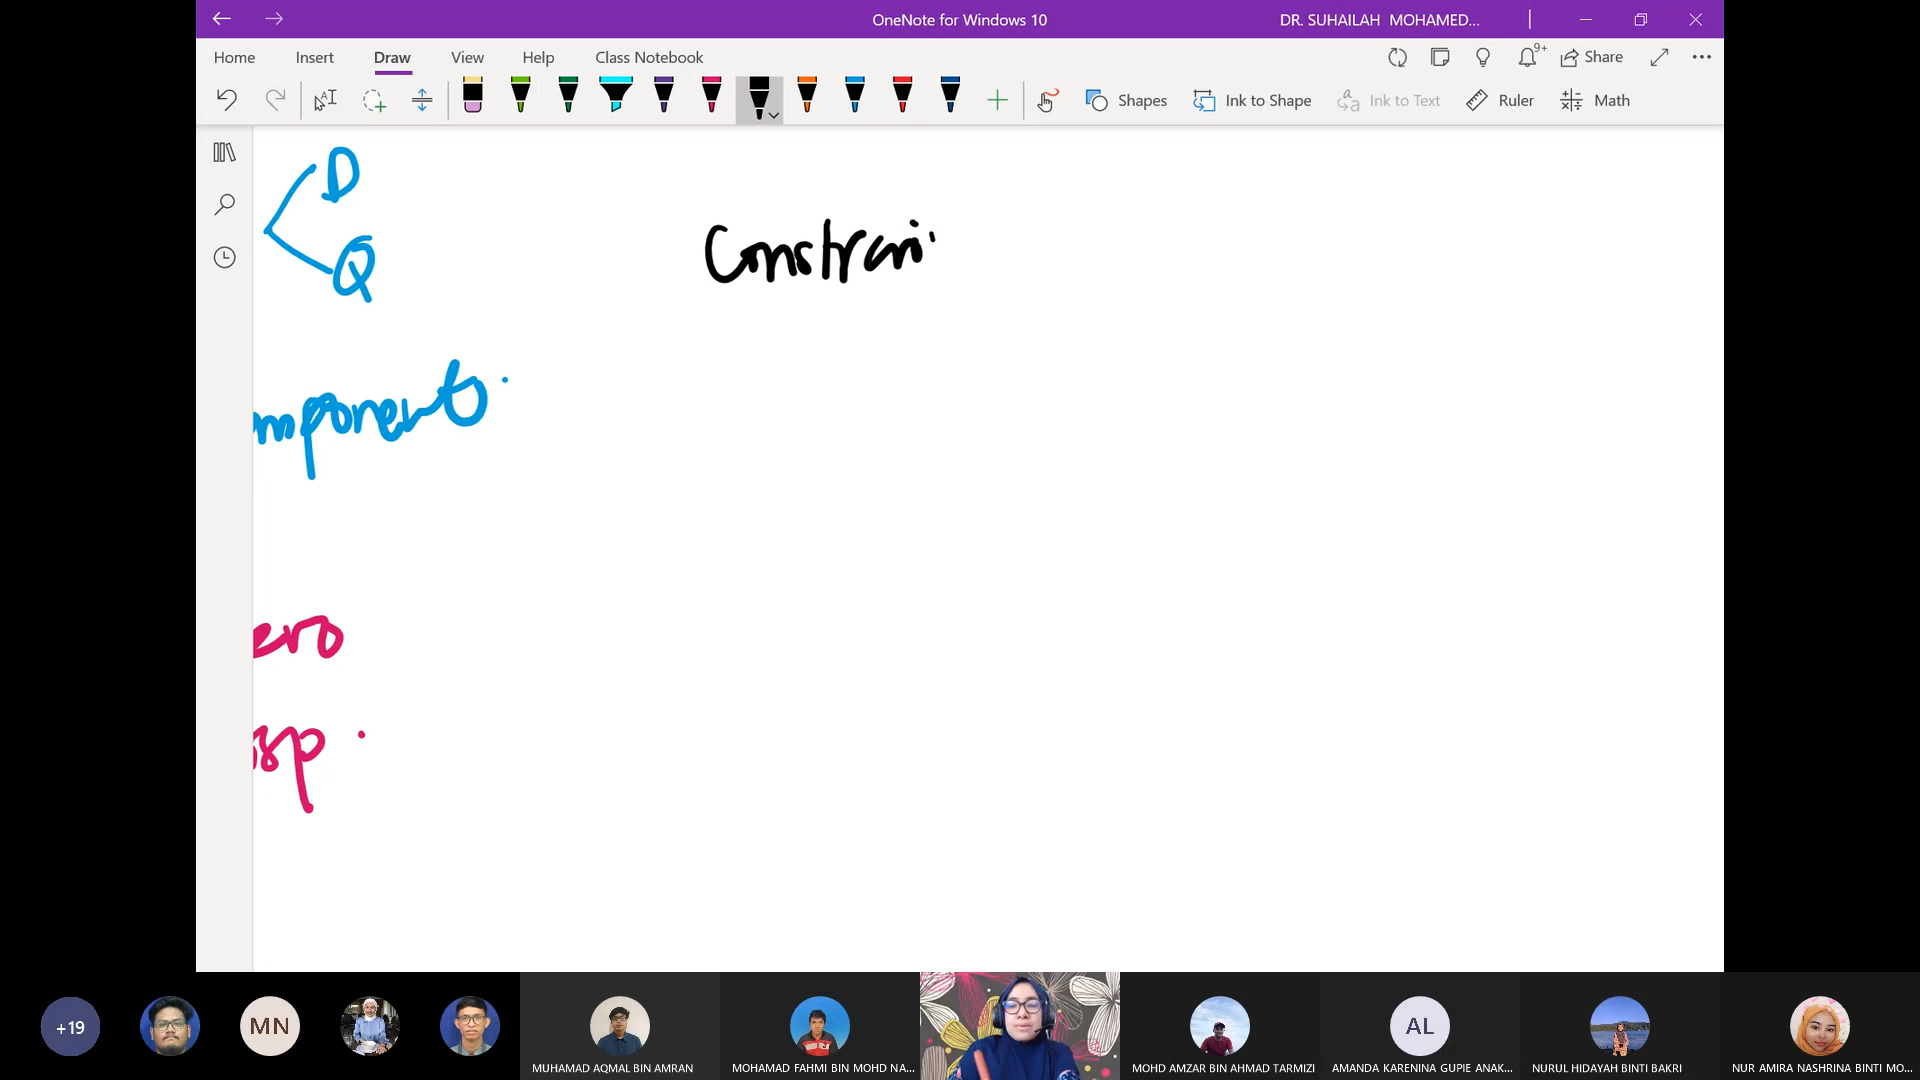 OneNote for Windows 10
DR. SUHAILAH MOHAMED...
Home
Insert
Draw
View
Help
Class Notebook
9+
Share
Shapes
Ink to Shape
Ink to Text
Ruler
Math
D
Q
Constrai
mponent
ero
sp
+19
MN
MUHAMAD AQMAL BIN AMRAN
MOHAMAD FAHMI BIN MOHD NA...
MOHD AMZAR BIN AHMAD TARMIZI
AL
AMANDA KARENINA GUPIE ANAK...
NURUL HIDAYAH BINTI BAKRI
NUR AMIRA NASHRINA BINTI MO...